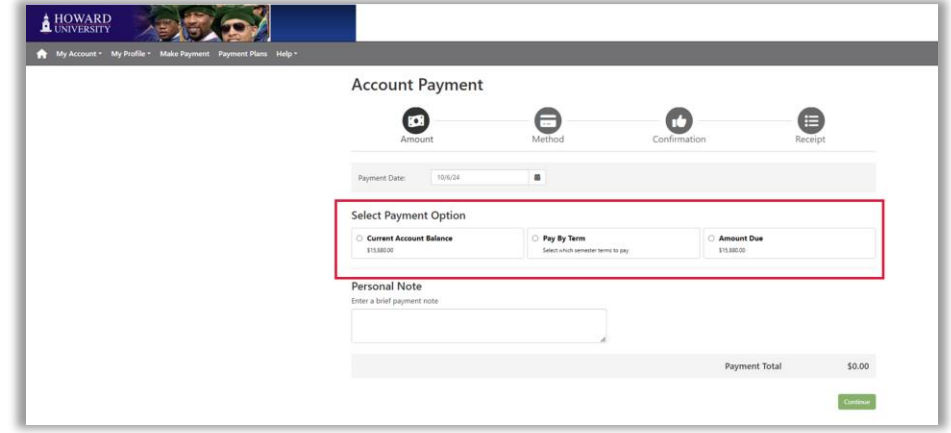 HOWARD
UNIVERSITY
My Account My Profile Make Payment Payment Plans Help
Account Payment
Amount Method Confirmation Receipt
Payment Date: 10/6/24
Select Payment Option
Current Account Balance Pay By Term Amount Due
$15,880.00 Select which semester terms to pay $15,880.00
Personal Note
Enter a brief payment note
Payment Total $0.00
Continue